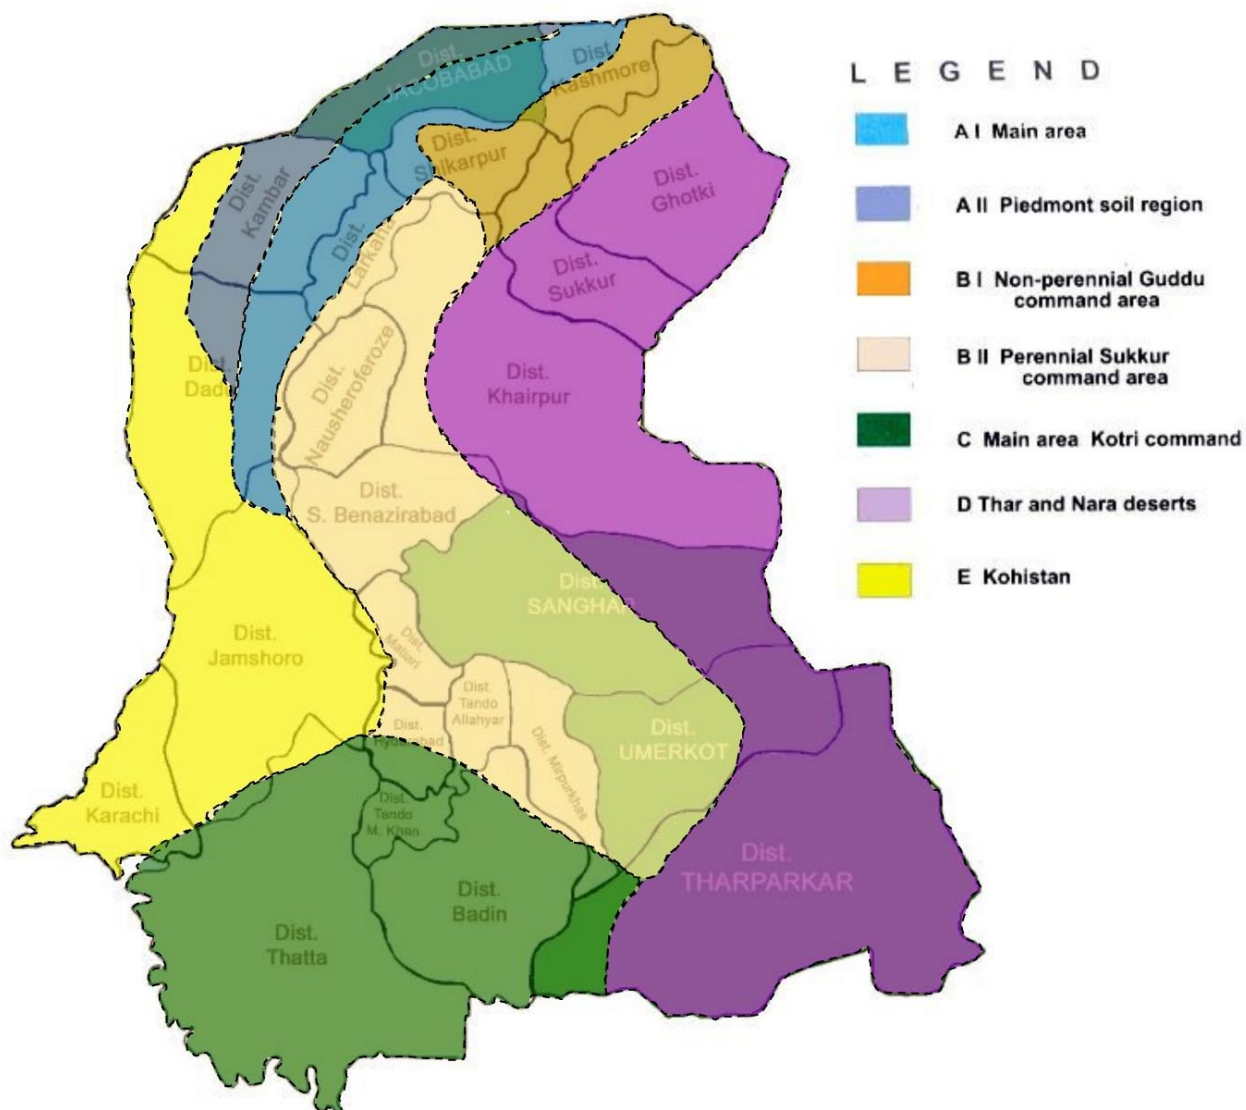 Dist.
JACOBABAD
Dist.
Kashmore
Dist.
Shikarpur
Dist.
Kambar
Dist.
Ghotki
Dist.
Larkana
Dist.
Sukkur
Dist.
Dadu
Dist.
Nausheroferoze
Dist.
Khairpur
Dist.
S. Benazirabad
Dist.
SANGHAR
Dist.
Jamshoro
Dist.
Matiari
Dist.
Tando
Allahyar
Dist.
Hyderabad
Dist. Mirpurkhas
Dist.
UMERKOT
Dist.
Karachi
Dist.
Tando
M. Khan
Dist.
THARPARKAR
Dist.
Badin
Dist.
Thatta
LEGEND
A I Main area
A II Piedmont soil region
B I Non-perennial Guddu
command area
B II Perennial Sukkur
command area
C Main area Kotri command
D Thar and Nara deserts
E Kohistan